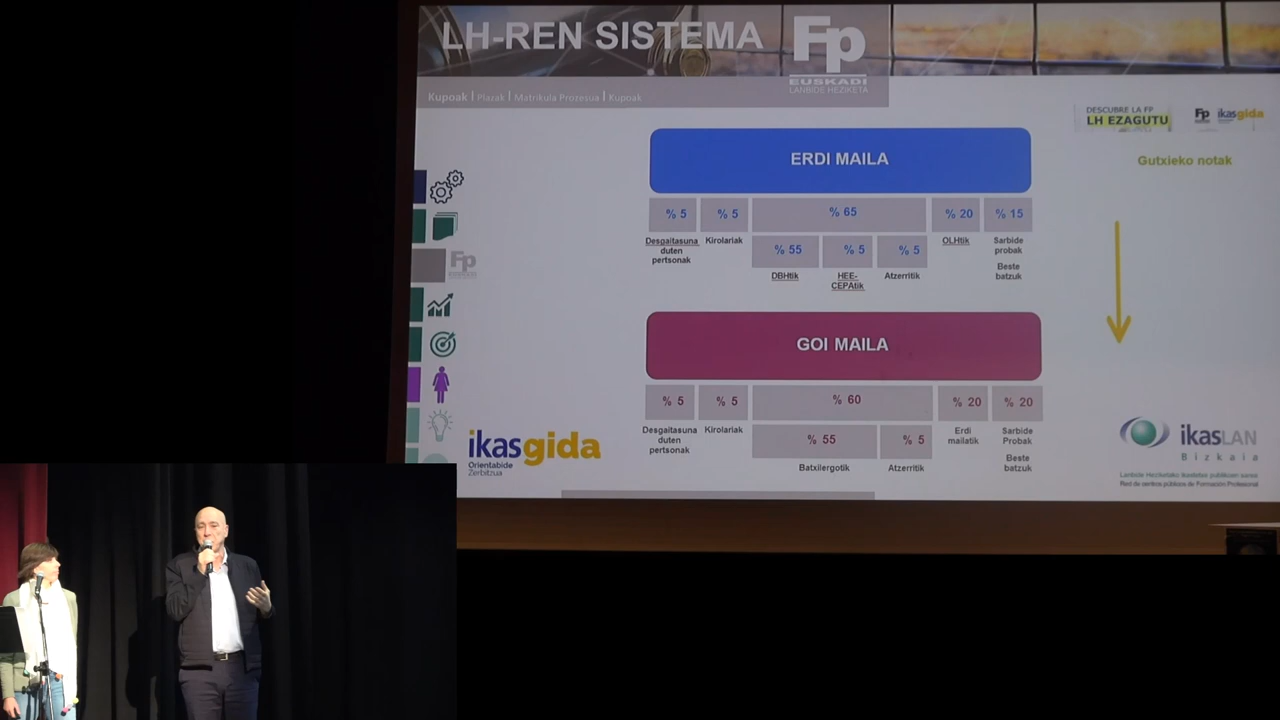 LH-REN SISTEMA
Fp
EUSKADI
LANBIDE HEZIKETA
Kupoak | Plazak | Matrikula Prozesua | Kupoak
DESCUBRE LA FP
LH EZAGUTU
Fp
ikasgida
Gutxieko notak
ERDI MAILA
% 5
% 5
% 65
% 20
% 15
Desgaitasuna duten pertsonak
Kirolariak
% 55
% 5
% 5
OLHtik
Sarbide probak
Beste batzuk
DBHtik
HEE-CEPAtik
Atzerritik
Fp
GOI MAILA
% 5
% 5
% 60
% 20
% 20
Desgaitasuna duten pertsonak
Kirolariak
% 55
% 5
Erdi mailatik
Sarbide Probak
Beste batzuk
Batxilergotik
Atzerritik
ikasgida
Orientabide
Zerbitzua
ikasLAN
Bizkaia
Lanbide Heziketako ikastetxe publikoen sarea
Red de centros públicos de Formación Profesional